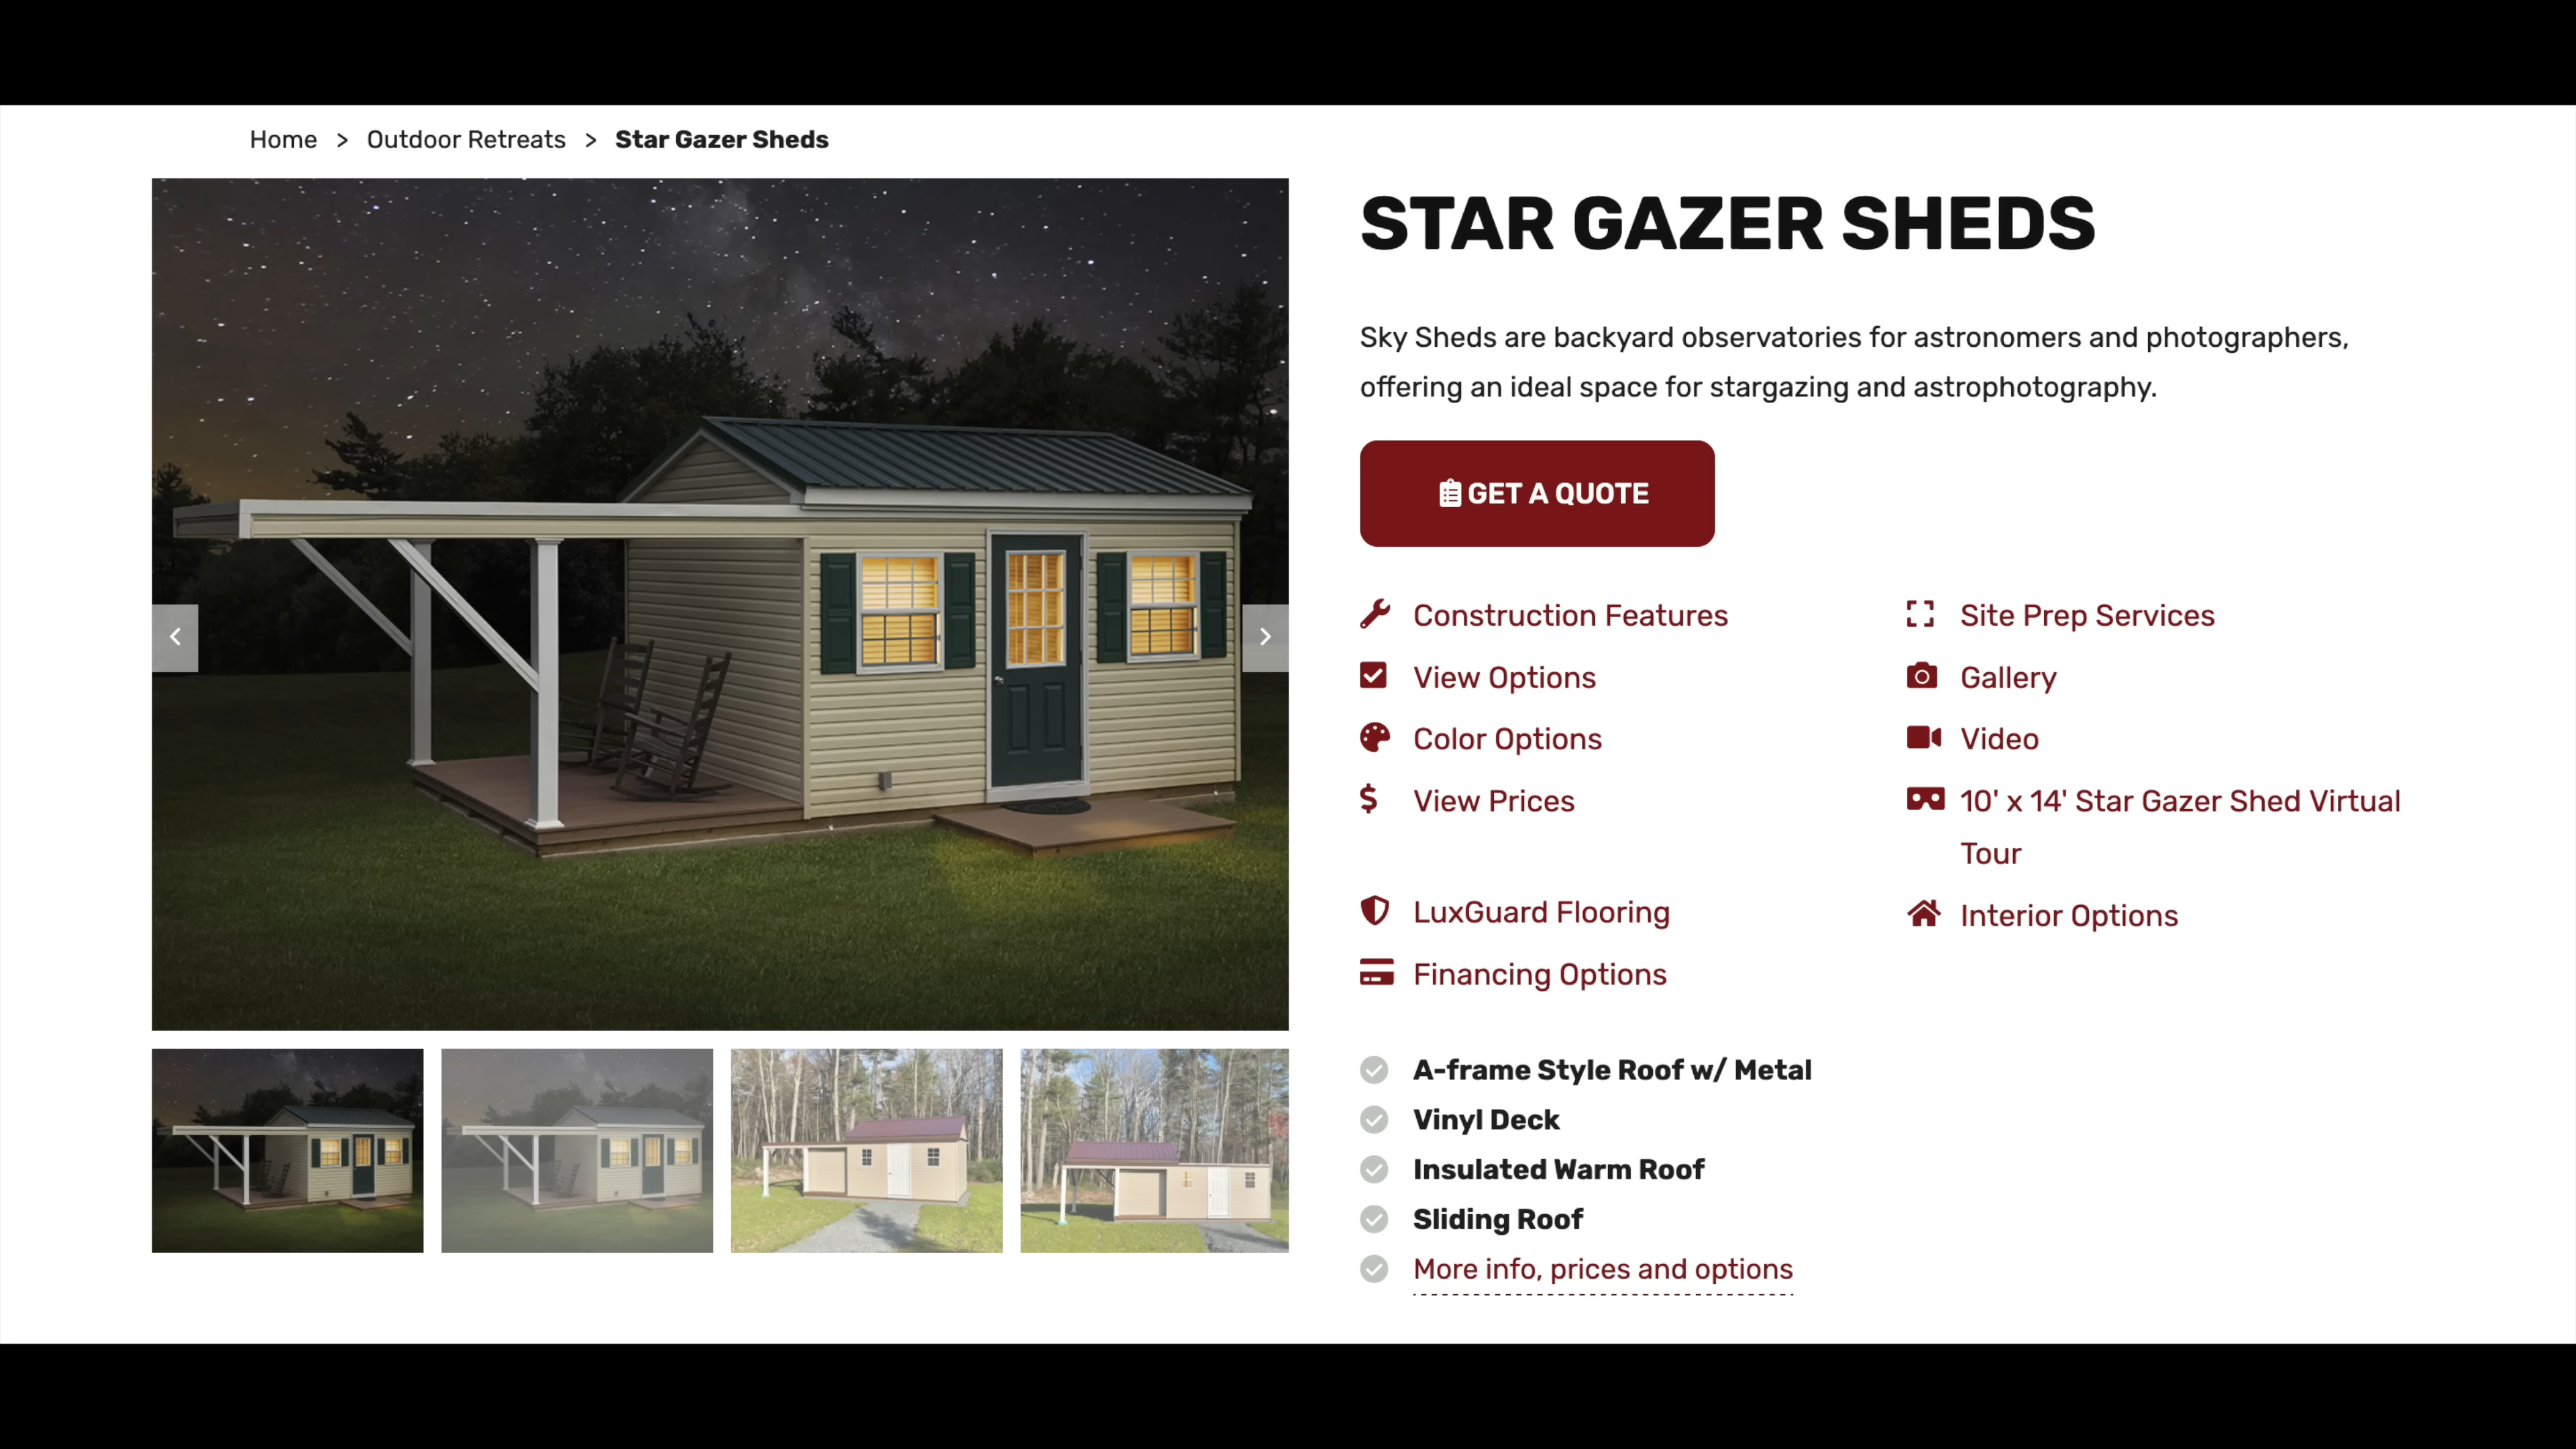 Home > Outdoor Retreats > Star Gazer Sheds
STAR GAZER SHEDS
Sky Sheds are backyard observatories for astronomers and photographers,
offering an ideal space for stargazing and astrophotography.
GET A QUOTE
Construction Features
View Options
Color Options
View Prices
LuxGuard Flooring
Financing Options
Site Prep Services
Gallery
Video
10' x 14' Star Gazer Shed Virtual
Tour
Interior Options
A-frame Style Roof w/ Metal
Vinyl Deck
Insulated Warm Roof
Sliding Roof
More info, prices and options